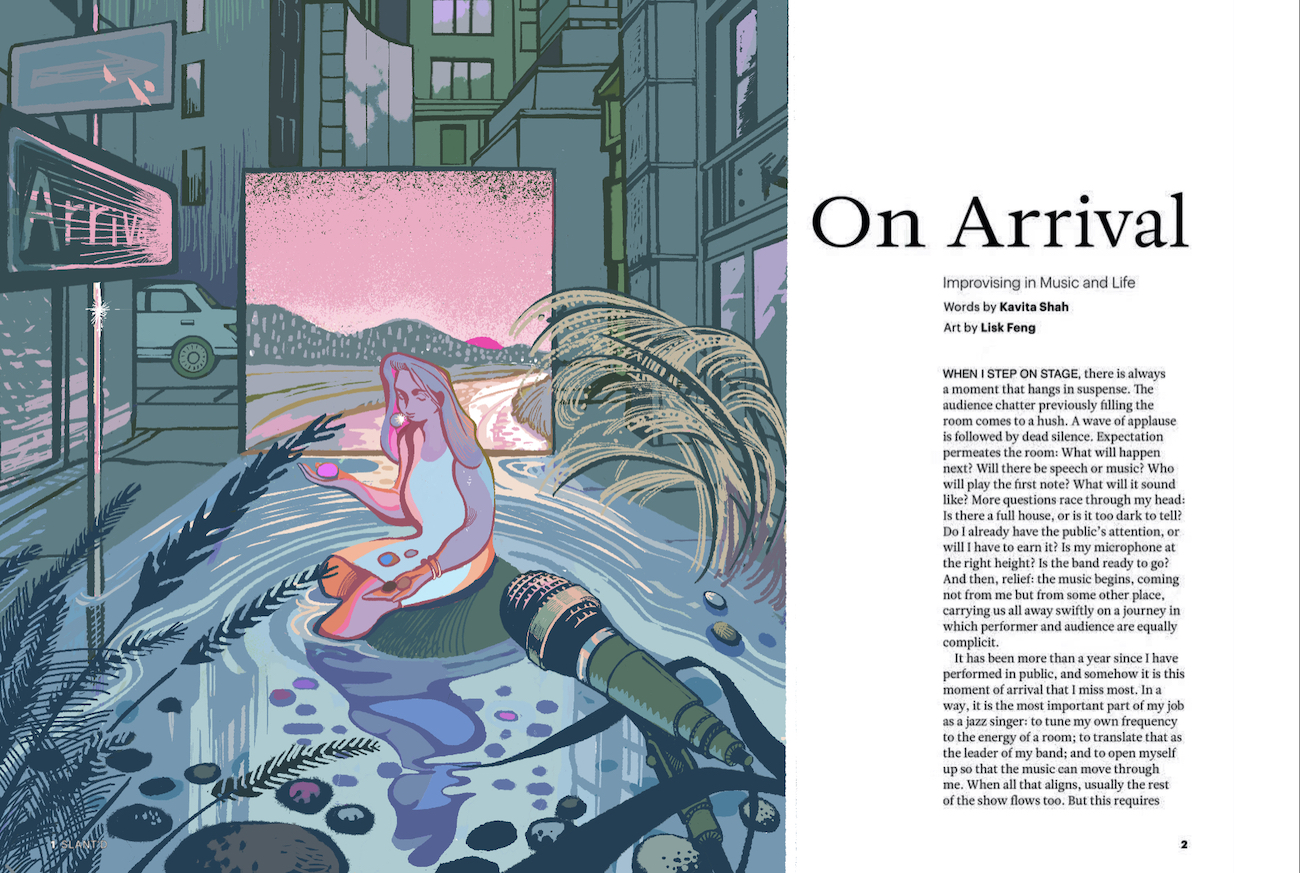 Arriv
On Arrival
Improvising in Music and Life
Words by Kavita Shah
Art by Lisk Feng
WHEN I STEP ON STAGE, there is always
a moment that hangs in suspense. The
audience chatter previously filling the
room comes to a hush. A wave of applause
is followed by dead silence. Expectation
permeates the room: What will happen
next? Will there be speech or music? Who
will play the first note? What will it sound
like? More questions race through my head:
Is there a full house, or is it too dark to tell?
Do I already have the public's attention, or
will I have to earn it? Is my microphone at
the right height? Is the band ready to go?
And then, relief: the music begins, coming
not from me but from some other place,
carrying us all away swiftly on a journey in
which performer and audience are equally
complicit.
It has been more than a year since I have
performed in public, and somehow it is this
moment of arrival that I miss most. In a
way, it is the most important part of my job
as a jazz singer: to tune my own frequency
to the energy of a room; to translate that as
the leader of my band; and to open myself
up so that the music can move through
me. When all that aligns, usually the rest
of the show flows too. But this requires
1 SLANT'D
2